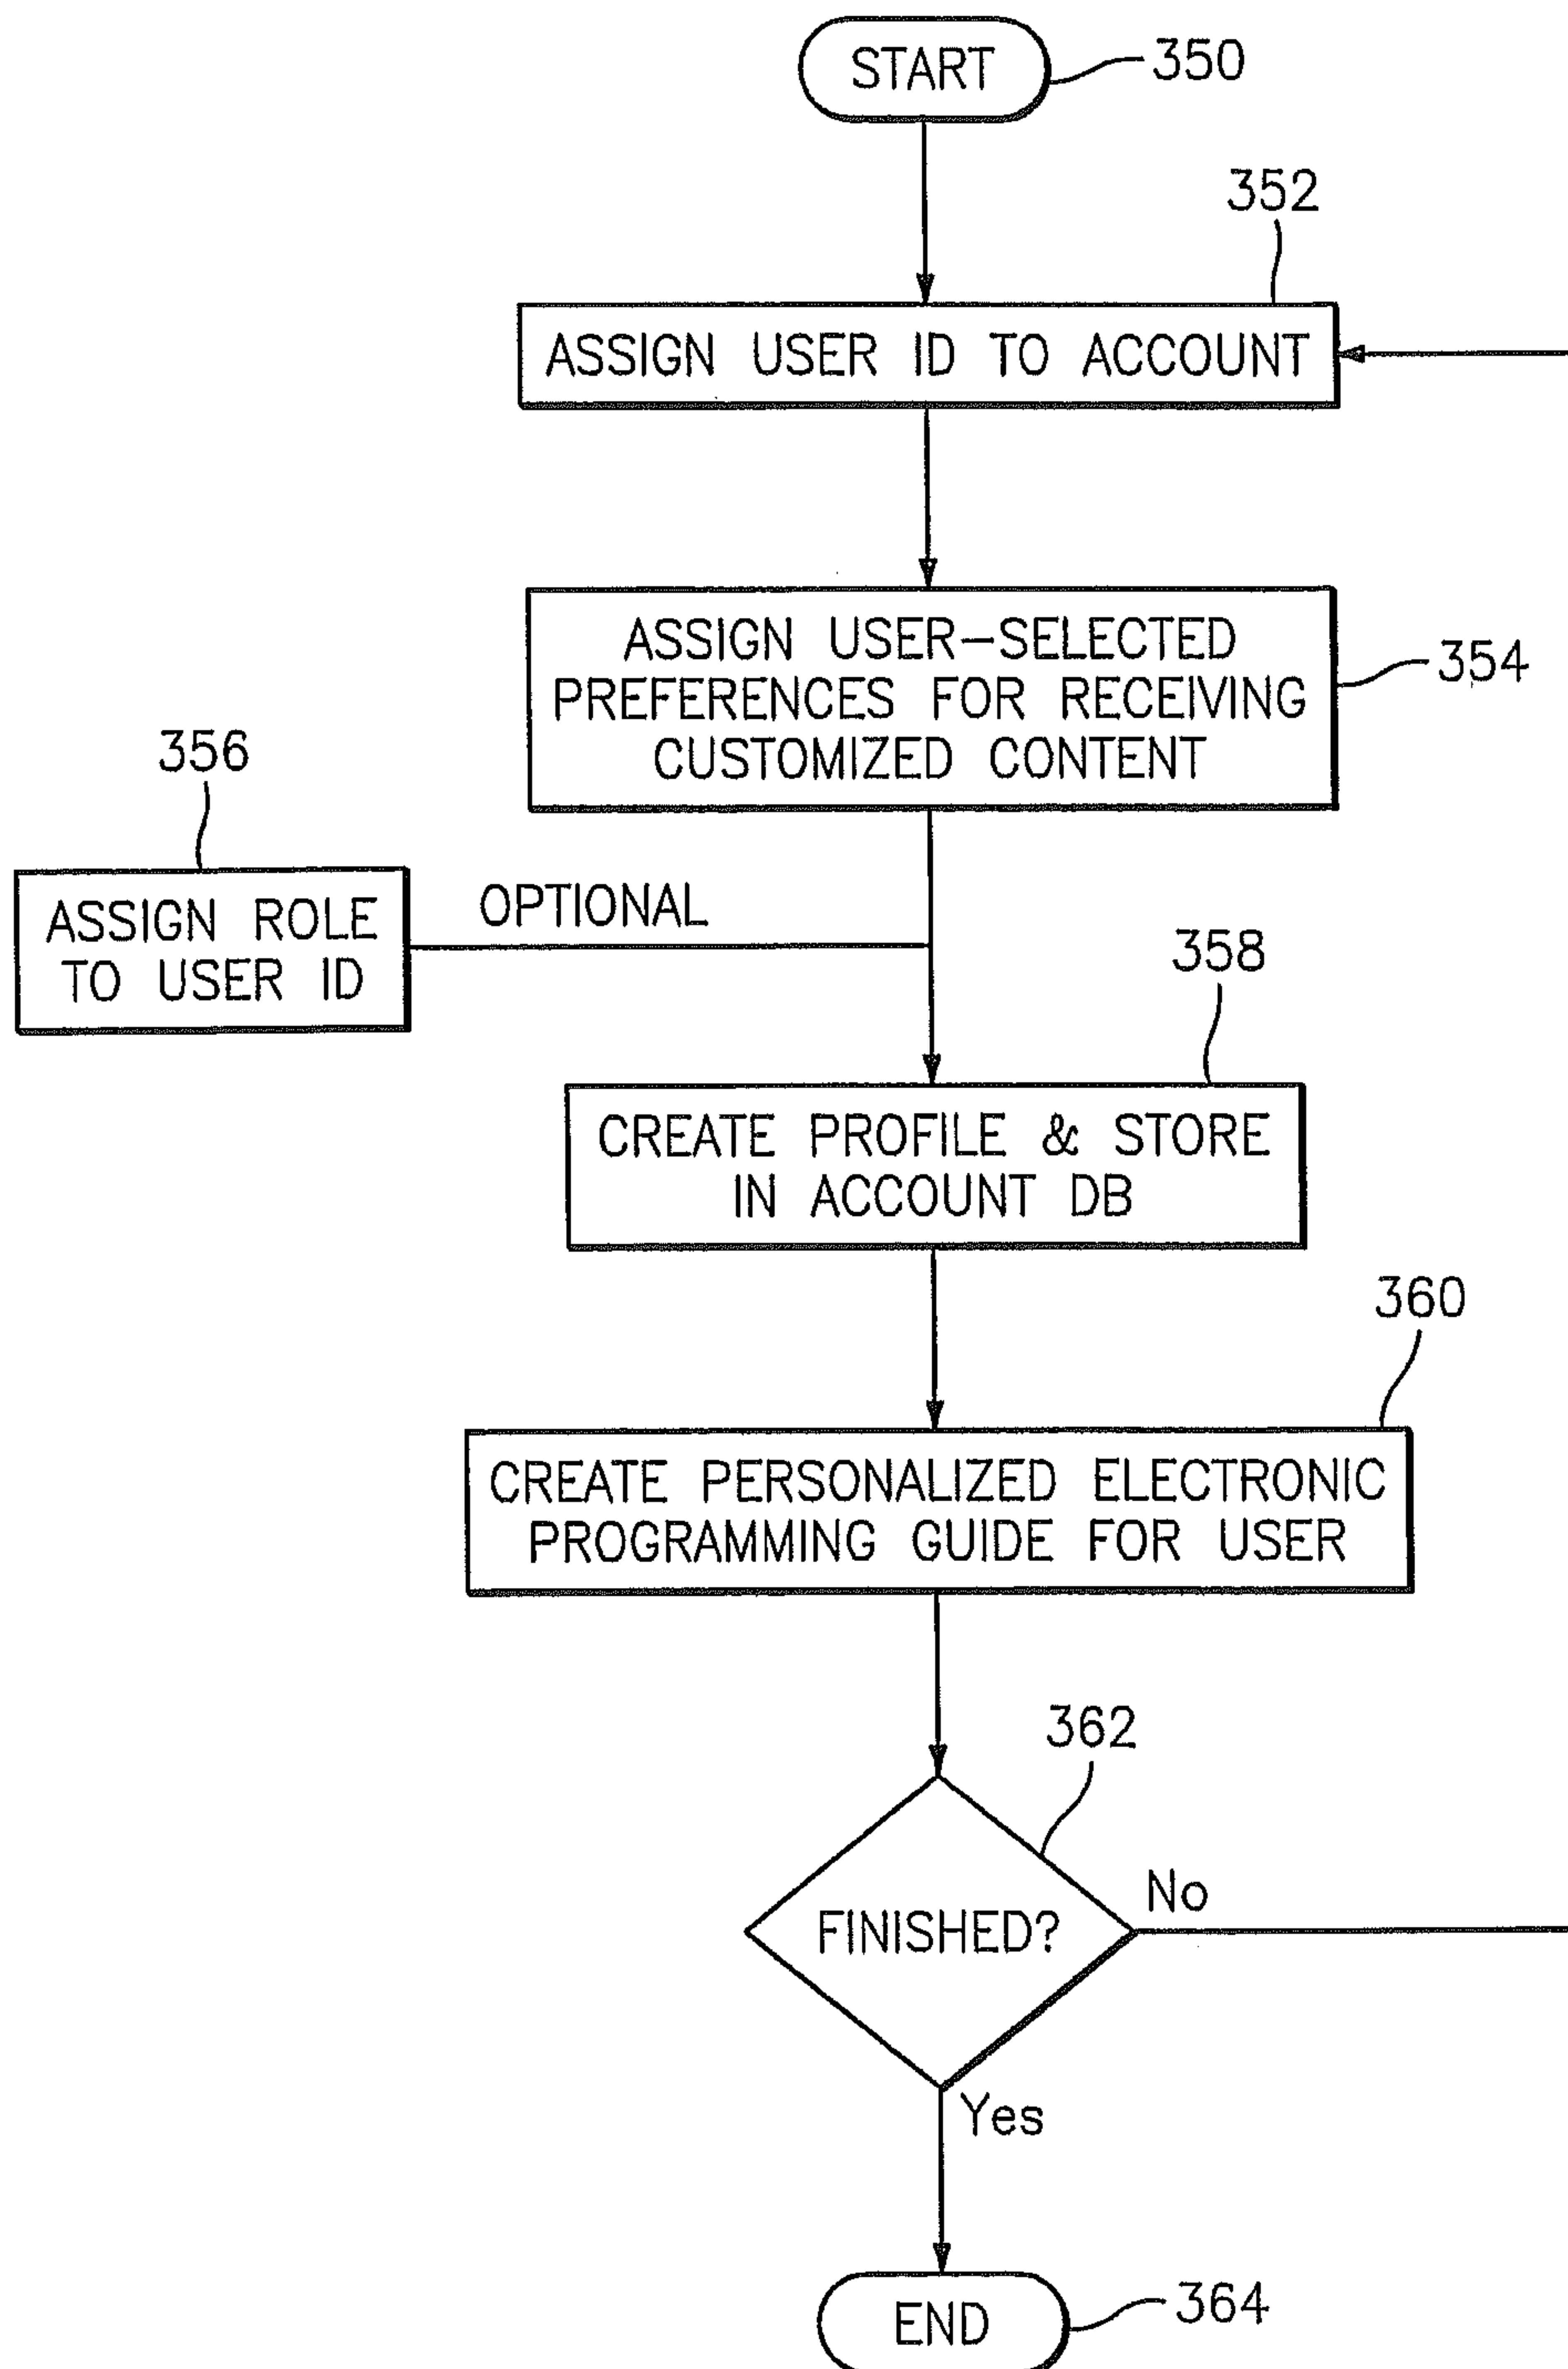 START
350
352
ASSIGN USER ID TO ACCOUNT
ASSIGN USER-SELECTED
PREFERENCES FOR RECEIVING
CUSTOMIZED CONTENT
354
356
ASSIGN ROLE
TO USER ID
OPTIONAL
358
CREATE PROFILE & STORE
IN ACCOUNT DB
360
CREATE PERSONALIZED ELECTRONIC
PROGRAMMING GUIDE FOR USER
362
FINISHED?
No
Yes
END
364